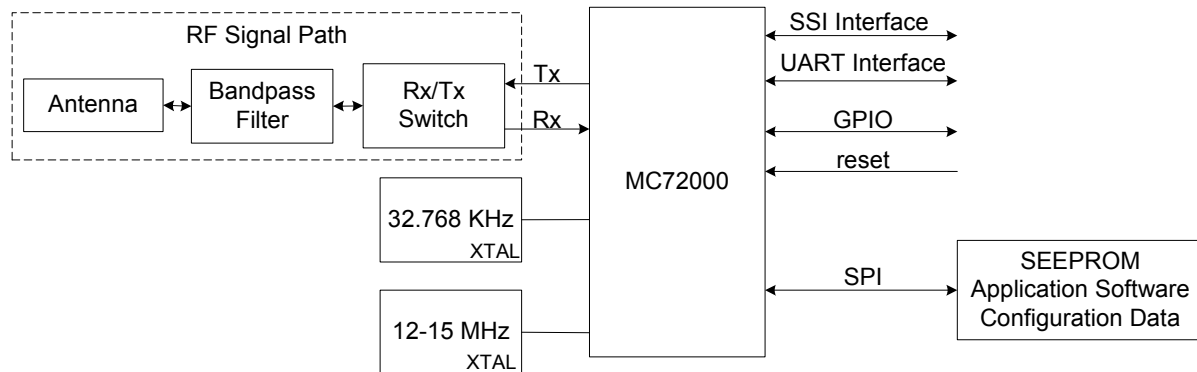 RF Signal Path
Antenna
Bandpass
Filter
Rx/Tx
Switch
Tx
Rx
32.768 KHz
XTAL
12-15 MHz
XTAL
MC72000
SSI Interface
UART Interface
GPIO
reset
SPI
SEEPROM
Application Software
Configuration Data